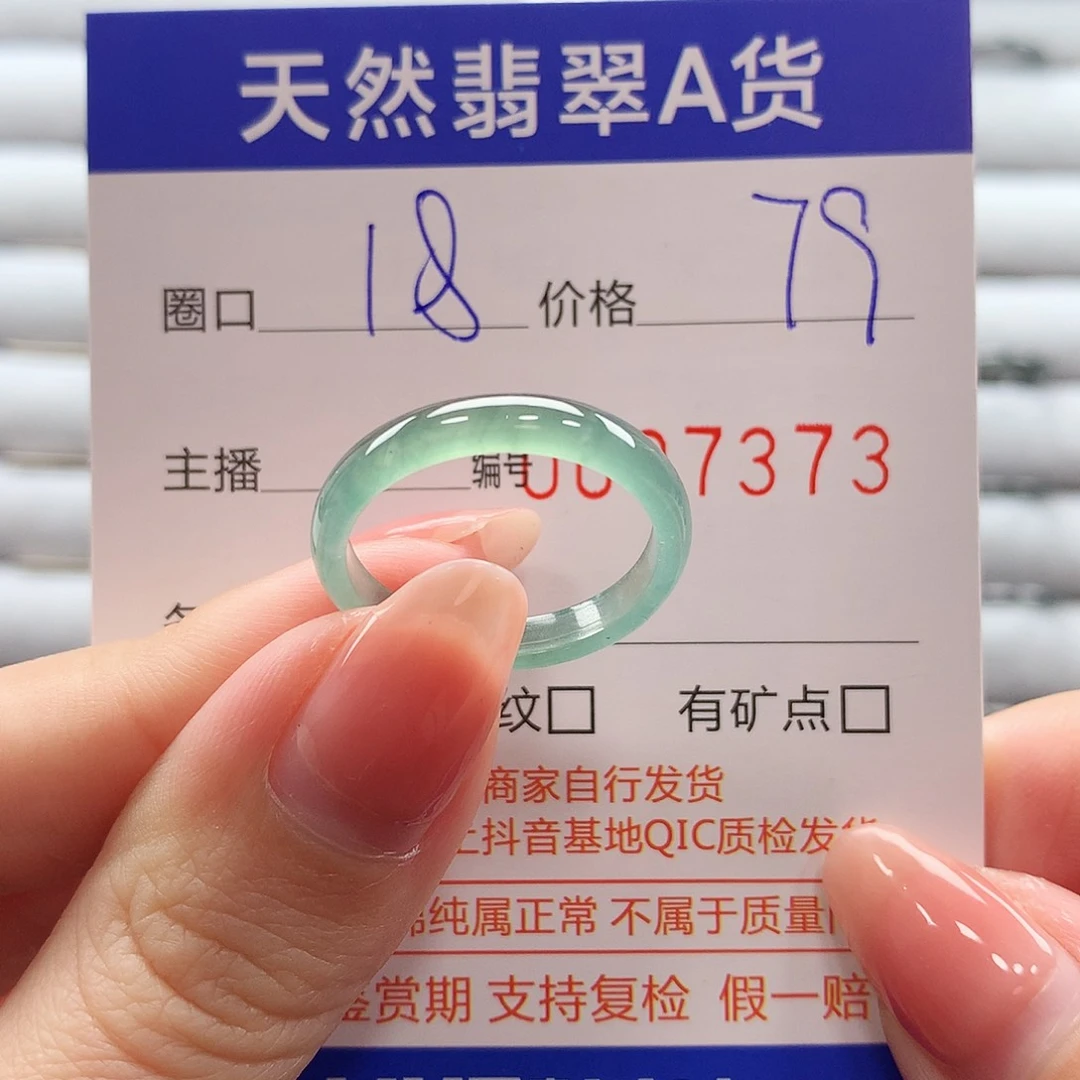 天然翡翠A货
圈口 18 价格 79
主播 编号 7373
纹□ 有矿点□
商家自行发货
抖音基地QIC质检发货
纯属正常 不属于质量
鉴赏期 支持复检 假一赔